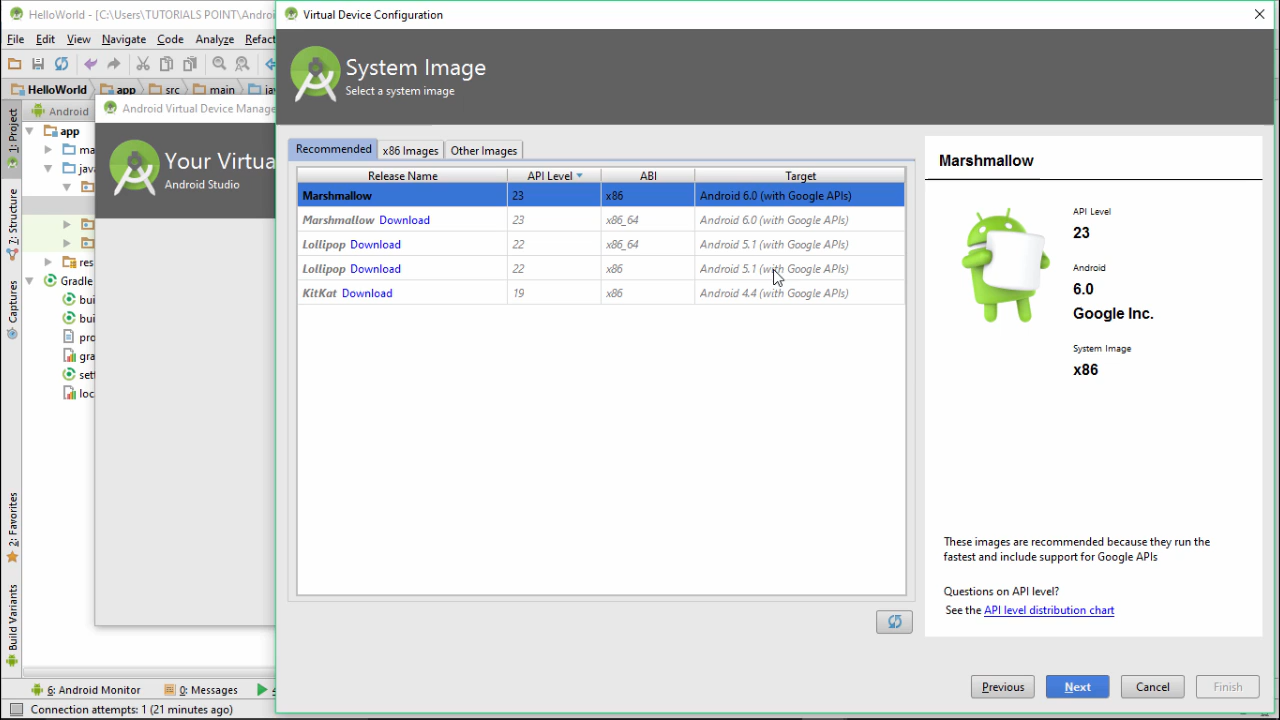 HelloWorld - [C:\Users\TUTORIALS POINT\Androi
Virtual Device Configuration
File Edit View Navigate Code Analyze Refact
System Image
Select a system image
HelloWorld app src main
Android
Android Virtual Device Manage
1: Project
app
ma
java
Your Virtua
Android Studio
Z: Structure
res
Gradle
Captures
bui
bui
pro
gra
sett
loc
2: Favorites
Build Variants
Recommended x86 Images Other Images
Release Name API Level ABI Target
Marshmallow 23 x86 Android 6.0 (with Google APIs)
Marshmallow Download 23 x86_64 Android 6.0 (with Google APIs)
Lollipop Download 22 x86_64 Android 5.1 (with Google APIs)
Lollipop Download 22 x86 Android 5.1 (with Google APIs)
KitKat Download 19 x86 Android 4.4 (with Google APIs)
Marshmallow
API Level
23
Android
6.0
Google Inc.
System Image
x86
These images are recommended because they run the
fastest and include support for Google APIs
Questions on API level?
See the API level distribution chart
Previous Next Cancel Finish
6: Android Monitor 0: Messages
Connection attempts: 1 (21 minutes ago)